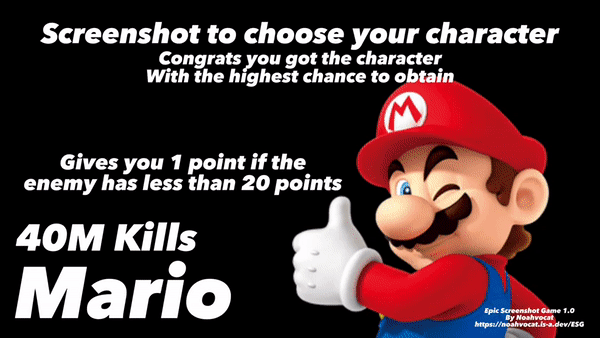 Screenshot to choose your character
Congrats you got the character
With the highest chance to obtain
M
Gives you 1 point if the
enemy has less than 20 points
40M Kills
Mario
Epic Screenshot Game 1.0
By Noahvocat
https://noahvocat.is-a.dev/ESG